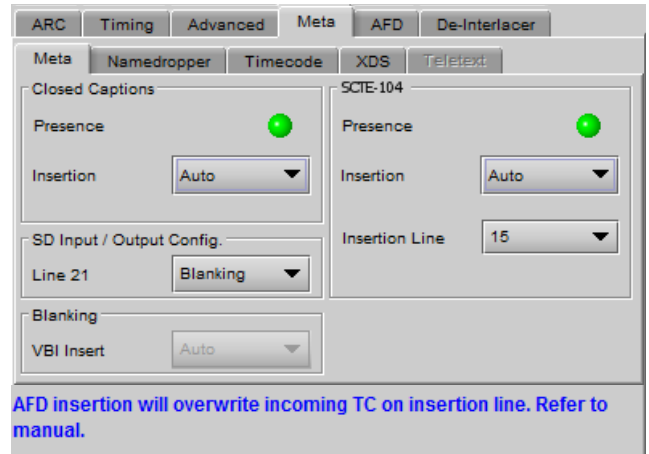 ARC Timing Advanced Meta AFD De-Interlacer
Meta Namedropper Timecode XDS Teletext
Closed Captions
Presence
Insertion Auto
SD Input / Output Config.
Line 21 Blanking
Blanking
VBI Insert Auto
SCTE-104
Presence
Insertion Auto
Insertion Line 15
AFD insertion will overwrite incoming TC on insertion line. Refer to
manual.